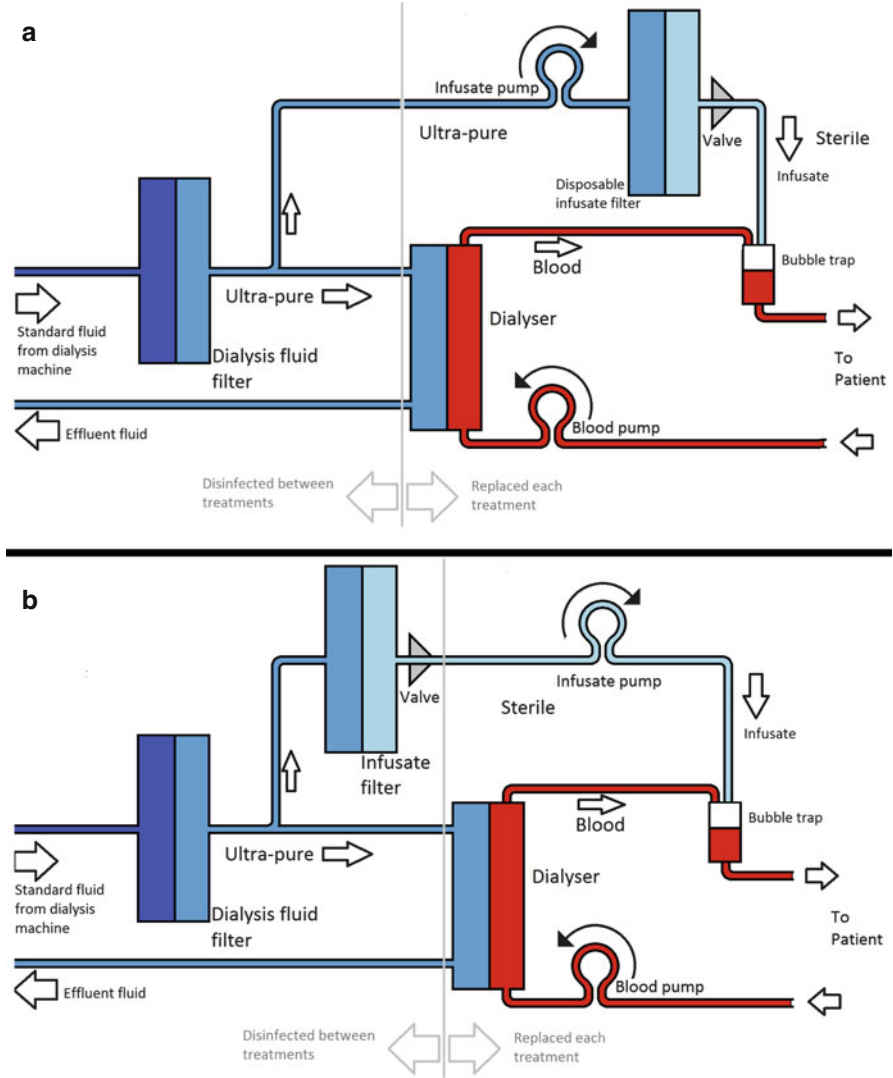 a
Infusate pump
Ultra-pure
Valve
Sterile
Infusate
Disposable
infusate filter
Bubble trap
Blood
Ultra-pure
Dialyser
Standard fluid
from dialysis
machine
Dialysis fluid
filter
To
Patient
Effluent fluid
Blood pump
Disinfected between
treatments
Replaced each
treatment
b
Valve
Infusate pump
Sterile
Infusate
Infusate
filter
Bubble trap
Blood
Ultra-pure
Dialyser
Standard fluid
from dialysis
machine
Dialysis fluid
filter
To
Patient
Effluent fluid
Blood pump
Disinfected between
treatments
Replaced each
treatment